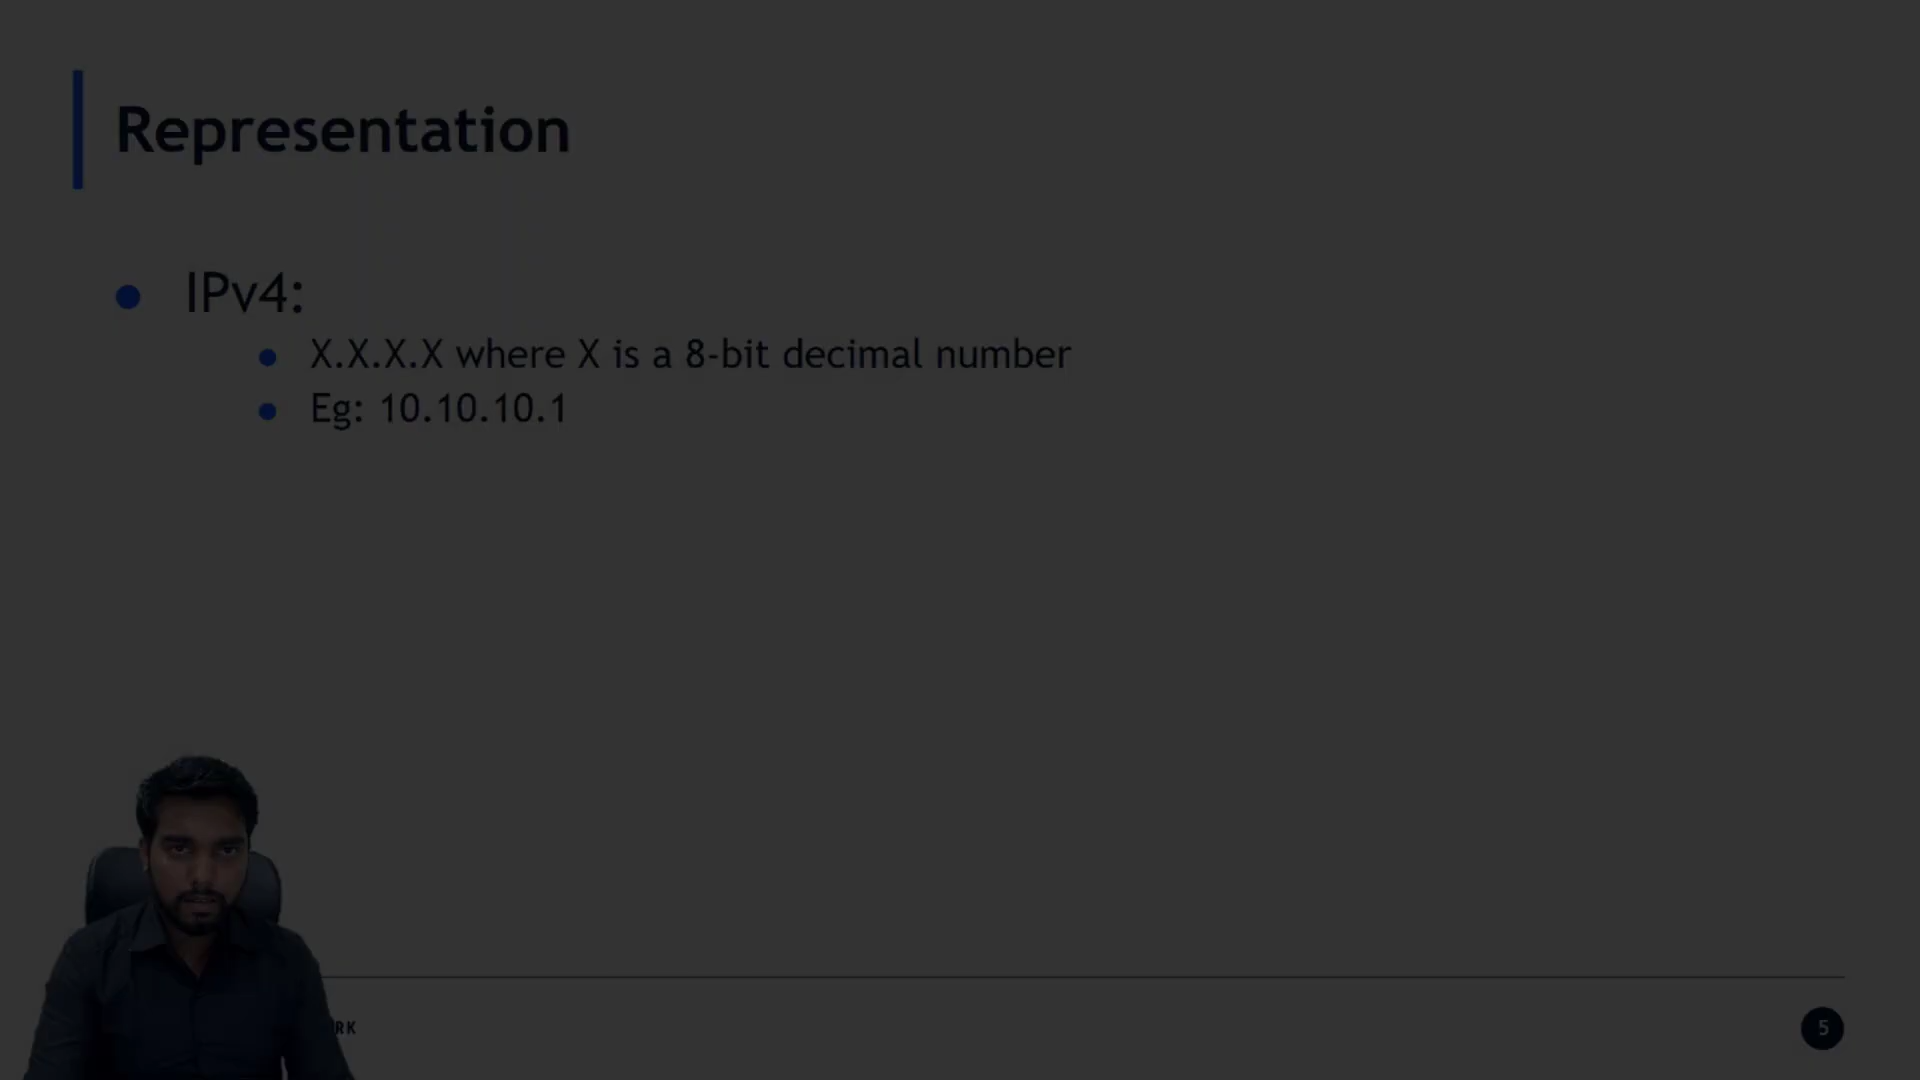 Representation
IPv4:
X.X.X.X where X is a 8-bit decimal number
Eg: 10.10.10.1
5